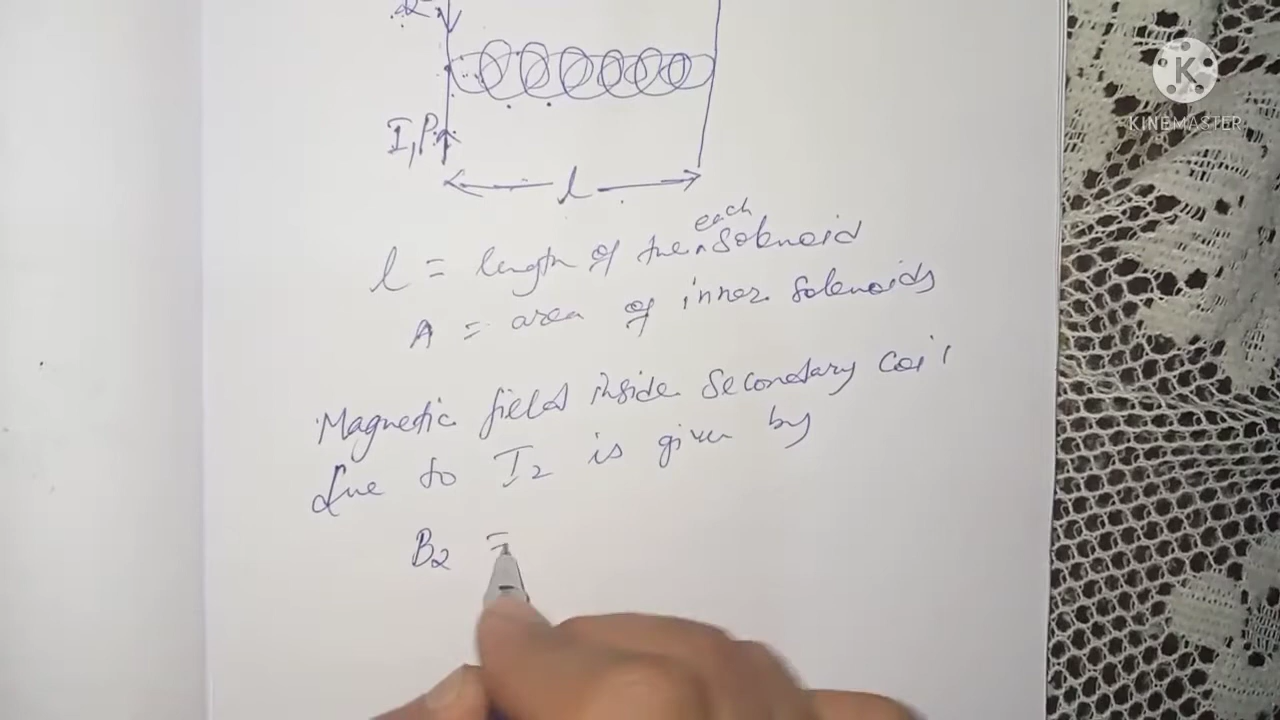 I, P
l
each
l = length of the ^ solenoid
A = area of inner solenoids
Magnetic field inside secondary coil
due to I2 is given by
B2 =
K
KINEMASTER